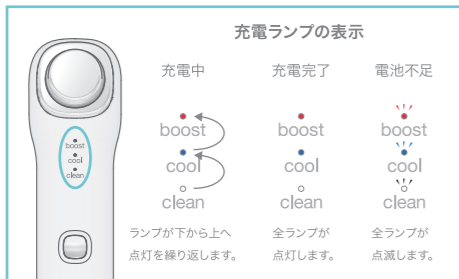 充電ランプの表示
充電中
boost
cool
clean
ランプが下から上へ
点灯を繰り返します。
充電完了
boost
cool
clean
全ランプが
点灯します。
電池不足
boost
cool
clean
全ランプが
点滅します。
boost
cool
clean